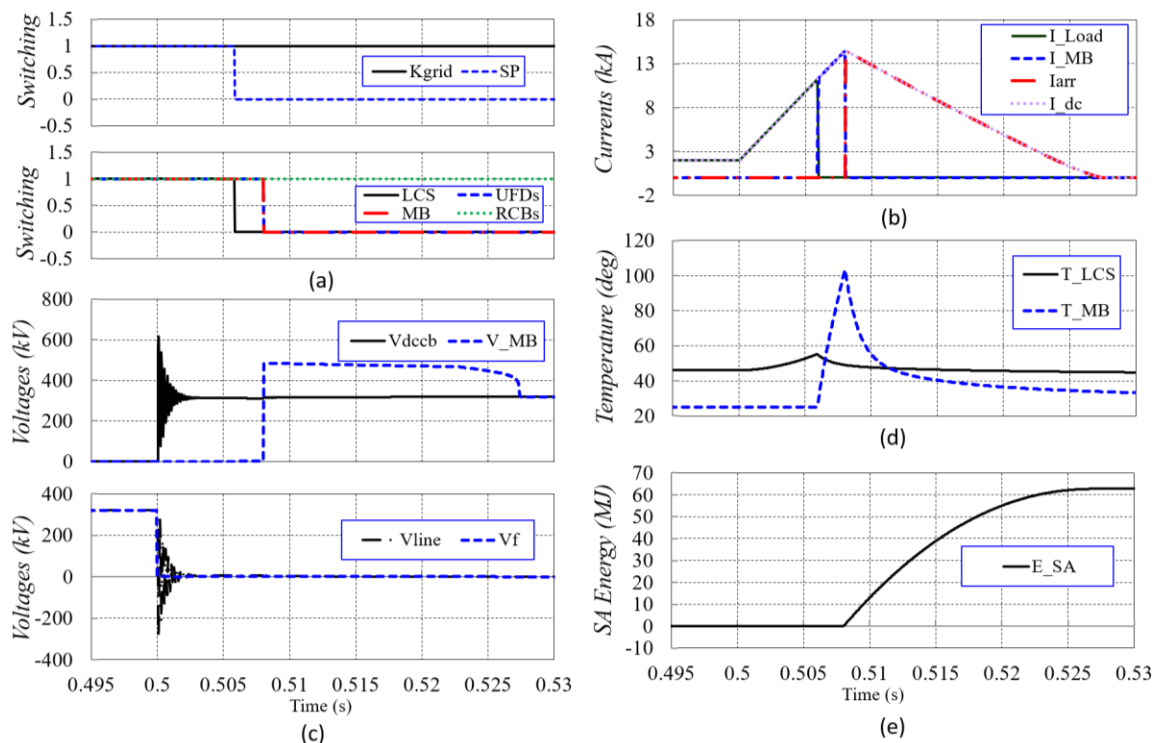 Switching
1.5
1
0.5
0
-0.5
Kgrid SP
Switching
1.5
1
0.5
0
-0.5
LCS UFDs
MB RCBs
(a)
Voltages (kV)
800
600
400
200
0
Vdccb V_MB
Voltages (kV)
400
200
0
-200
-400
Vline Vf
0.495 0.5 0.505 0.51 0.515 0.52 0.525 0.53
Time (s)
(c)
Currents (kA)
18
13
8
3
-2
I_Load
I_MB
Iarr
I_dc
(b)
Temperature (deg)
120
100
80
60
40
20
T_LCS
T_MB
(d)
SA Energy (MJ)
70
60
50
40
30
20
10
0
-10
E_SA
0.495 0.5 0.505 0.51 0.515 0.52 0.525 0.53
Time (s)
(e)